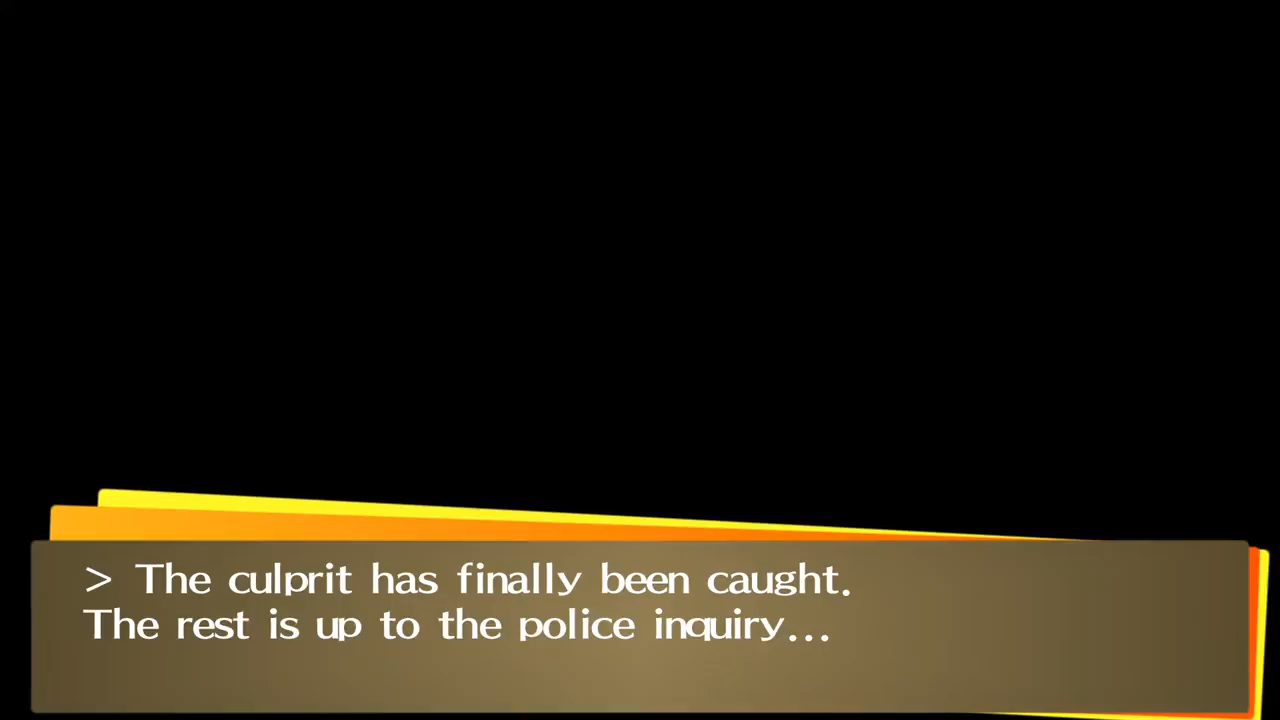 > The culprit has finally been caught.
The rest is up to the police inquiry...